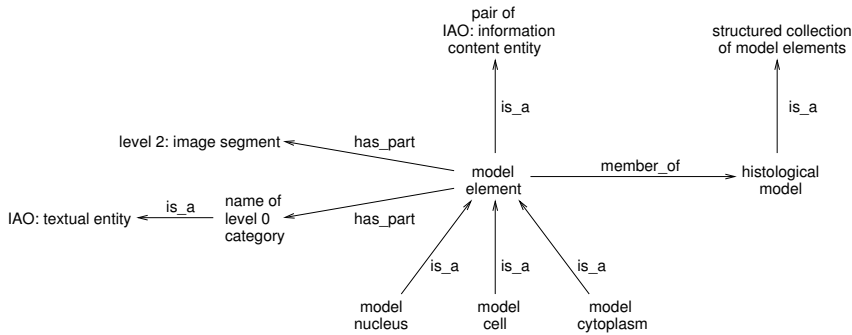 pair of
IAO: information
content entity
structured collection
of model elements
is_a
is_a
level 2: image segment
has_part
model
element
member_of
histological
model
IAO: textual entity
is_a
name of
level 0
category
has_part
is_a
is_a
is_a
model
nucleus
model
cell
model
cytoplasm